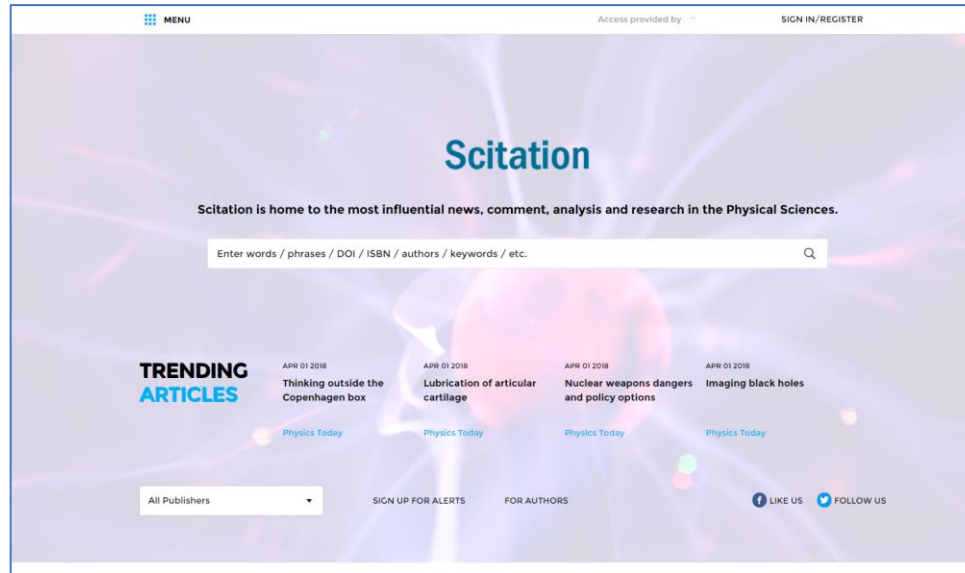 MENU
Access provided by
SIGN IN/REGISTER
Scitation
Scitation is home to the most influential news, comment, analysis and research in the Physical Sciences.
Enter words / phrases / DOI / ISBN / authors / keywords / etc.
TRENDING
ARTICLES
APR 01 2018
Thinking outside the
Copenhagen box
Physics Today
APR 01 2018
Lubrication of articular
cartilage
Physics Today
APR 01 2018
Nuclear weapons dangers
and policy options
Physics Today
APR 01 2018
Imaging black holes
Physics Today
All Publishers
SIGN UP FOR ALERTS
FOR AUTHORS
LIKE US
FOLLOW US